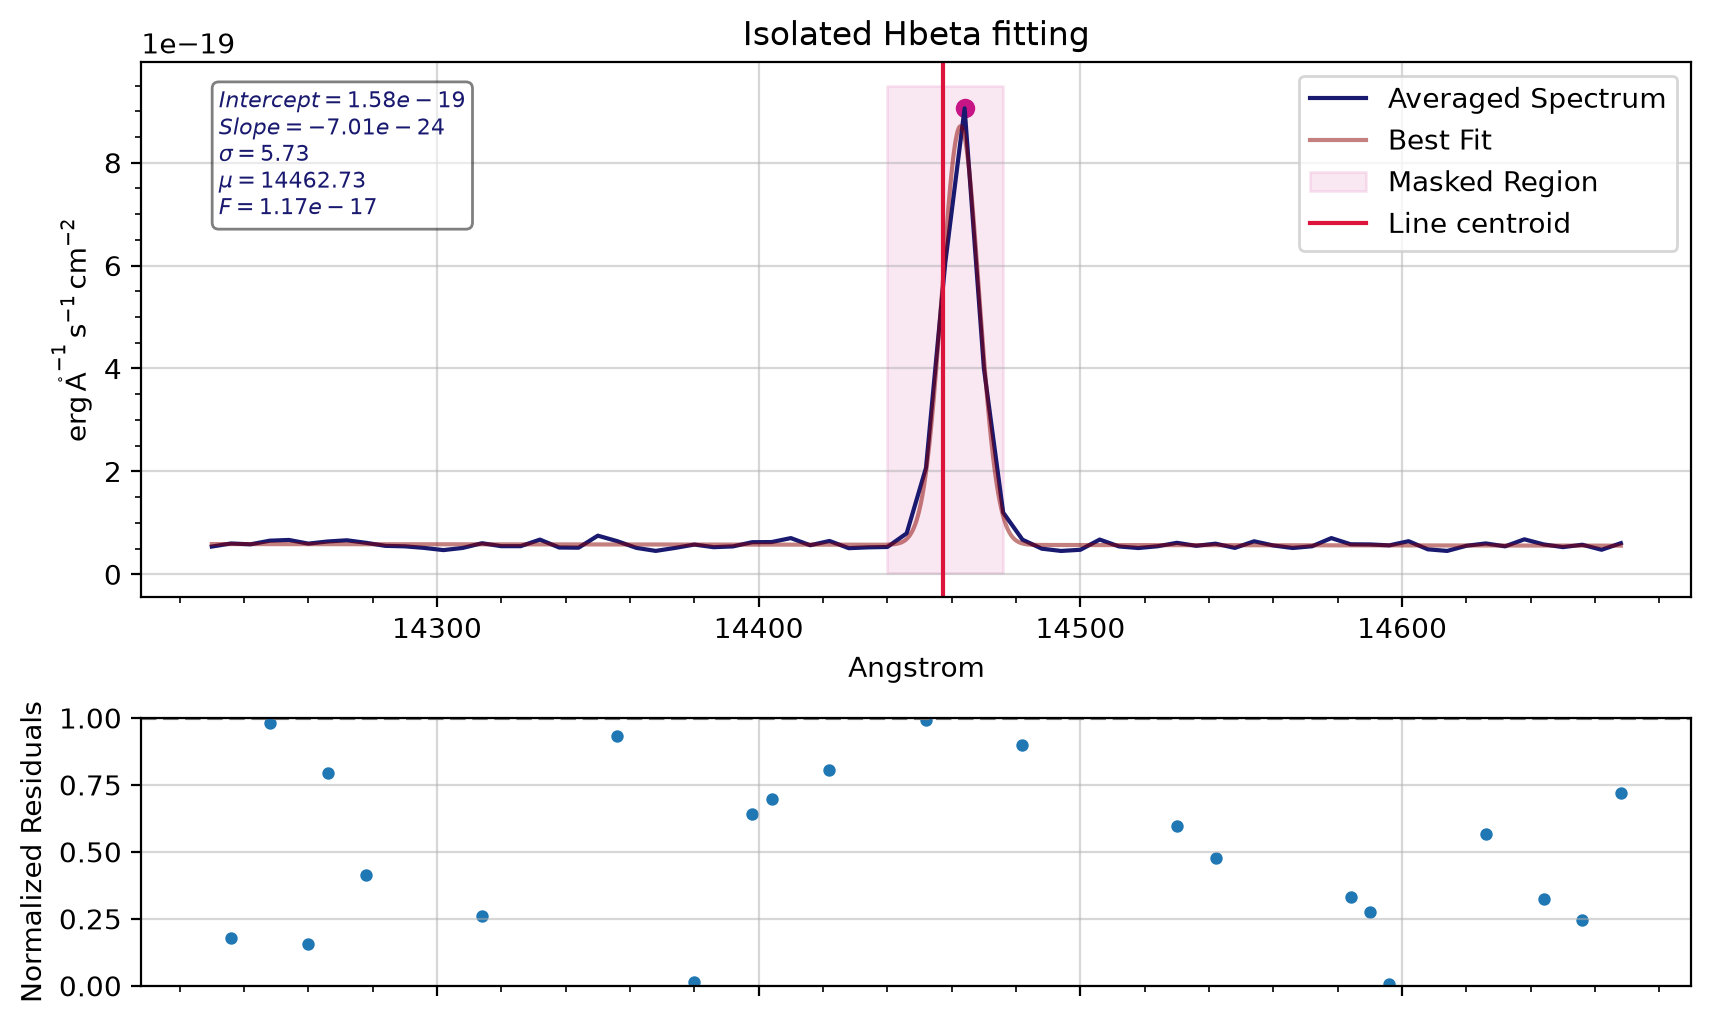 Isolated Hbeta fitting
1e−19
Intercept = 1.58e − 19
Slope = −7.01e − 24
σ = 5.73
μ = 14462.73
F = 1.17e − 17
Averaged Spectrum
Best Fit
Masked Region
Line centroid
erg Å⁻¹ s⁻¹ cm⁻²
8
6
4
2
0
14300 14400 14500 14600
Angstrom
Normalized Residuals
1.00
0.75
0.50
0.25
0.00